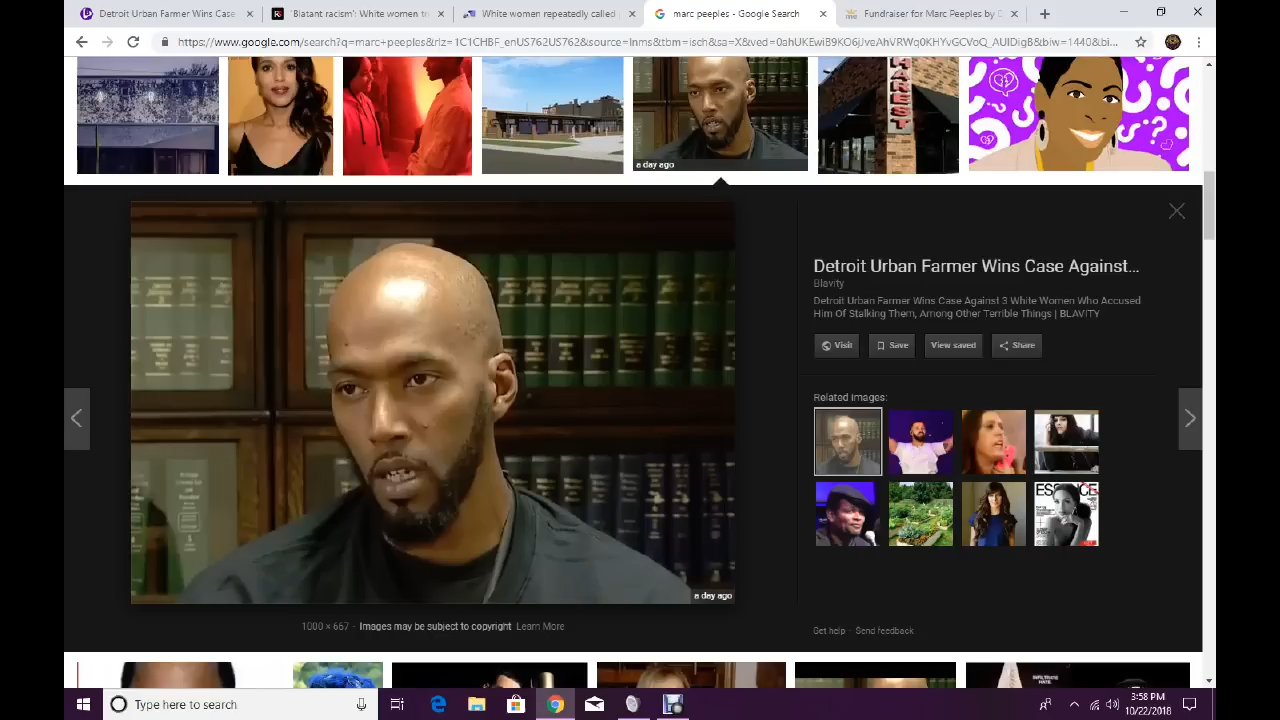 Detroit Urban Farmer Wins Case
'Blatant racism': White women tr
White women repeatedly called
marc peeples - Google Search
Fundraiser for Marc Peeples by C
https://www.google.com/search?q=marc+peeples&rlz=1C1CHBF_enUS762US762&source=lnms&tbm=isch&sa=X&ved=0ahUKEwiB9KO6jJveAhVRWq0KHYvGCVoQ_AUIDigB&biw=1440&bi...
a day ago
Detroit Urban Farmer Wins Case Against...
Blavity
Detroit Urban Farmer Wins Case Against 3 White Women Who Accused
Him Of Stalking Them, Among Other Terrible Things | BLAVITY
Visit
Save
View saved
Share
Related images:
ESSENCE
a day ago
1000 × 667 - Images may be subject to copyright Learn More
Get help - Send feedback
Type here to search
3:58 PM
10/22/2018